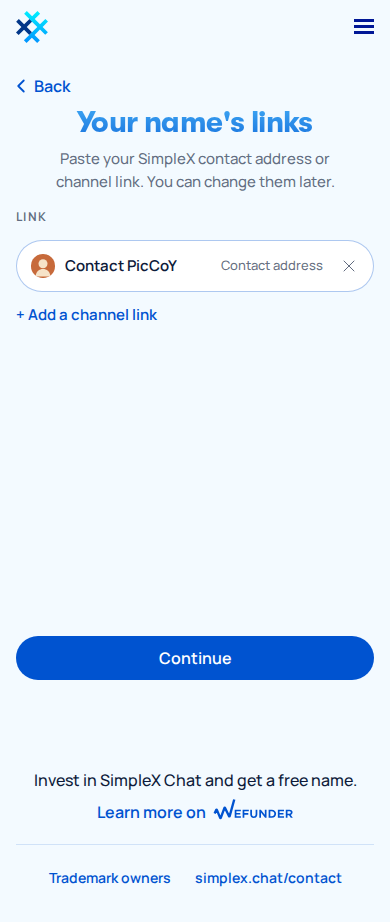 Back
Your name's links
Paste your SimpleX contact address or
channel link. You can change them later.
LINK
Contact PicCoY Contact address
+ Add a channel link
Continue
Invest in SimpleX Chat and get a free name.
Learn more on WEFUNDER
Trademark owners simplex.chat/contact